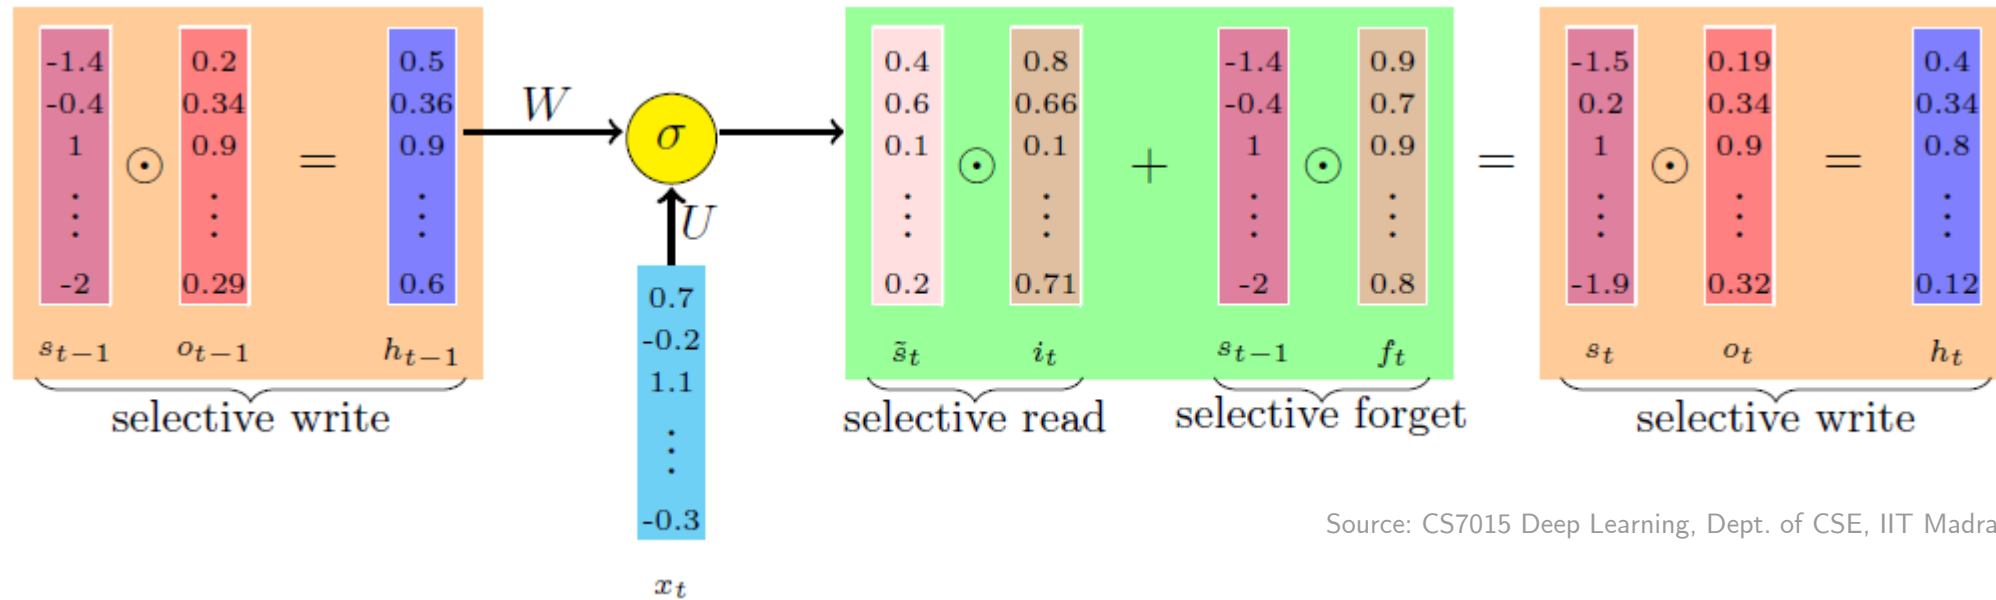 -1.4 0.2 0.5 0.4 0.8 -1.4 0.9 -1.5 0.19 0.4
-0.4 0.34 0.36 W 0.6 0.66 -0.4 0.7 0.2 0.34 0.34
1 ⊙ 0.9 = 0.9 σ 0.1 ⊙ 0.1 + 1 ⊙ 0.9 = 1 ⊙ 0.9 = 0.8
⋮ ⋮ ⋮ U ⋮ ⋮ ⋮ ⋮ ⋮ ⋮ ⋮
-2 0.29 0.6 0.2 0.71 -2 0.8 -1.9 0.32 0.12
s_{t−1} o_{t−1} h_{t−1} s̃_t i_t s_{t−1} f_t s_t o_t h_t
selective write selective read selective forget selective write
0.7
-0.2
1.1
⋮
-0.3
x_t
Source: CS7015 Deep Learning, Dept. of CSE, IIT Madra